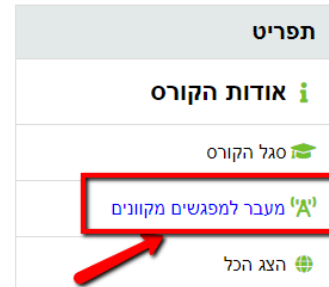 תפריט
אודות הקורס
סגל הקורס
מעבר למפגשים מקוונים
הצג הכל